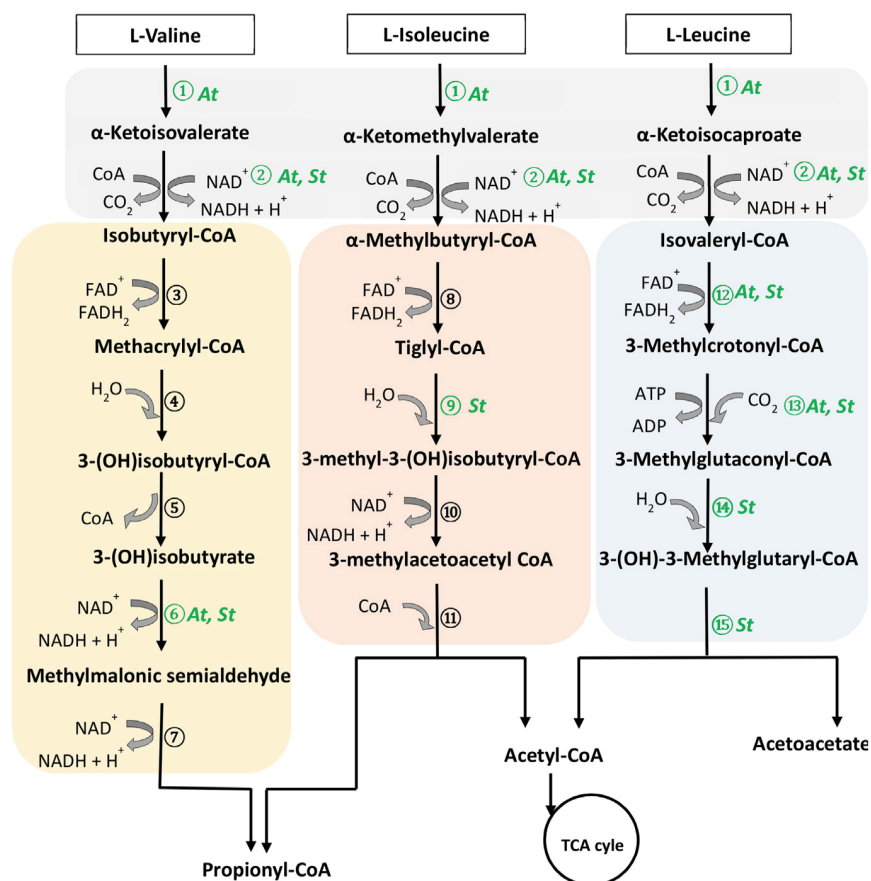 L-Valine
L-Isoleucine
L-Leucine
① At
① At
① At
α-Ketoisovalerate
α-Ketomethylvalerate
α-Ketoisocaproate
CoA
NAD⁺ ② At, St
CO₂
NADH + H⁺
CoA
NAD⁺ ② At, St
CO₂
NADH + H⁺
CoA
NAD⁺ ② At, St
CO₂
NADH + H⁺
Isobutyryl-CoA
α-Methylbutyryl-CoA
Isovaleryl-CoA
FAD⁺
③
FADH₂
FAD⁺
⑧
FADH₂
FAD⁺
⑫ At, St
FADH₂
Methacrylyl-CoA
Tiglyl-CoA
3-Methylcrotonyl-CoA
H₂O
④
H₂O
⑨ St
ATP
CO₂ ⑬ At, St
ADP
3-(OH)isobutyryl-CoA
3-methyl-3-(OH)isobutyryl-CoA
3-Methylglutaconyl-CoA
CoA
⑤
NAD⁺
⑩
NADH + H⁺
H₂O
⑭ St
3-(OH)isobutyrate
3-methylacetoacetyl CoA
3-(OH)-3-Methylglutaryl-CoA
NAD⁺
⑥ At, St
NADH + H⁺
CoA
⑪
⑮ St
Methylmalonic semialdehyde
NAD⁺
⑦
NADH + H⁺
Acetyl-CoA
Acetoacetate
TCA cyle
Propionyl-CoA